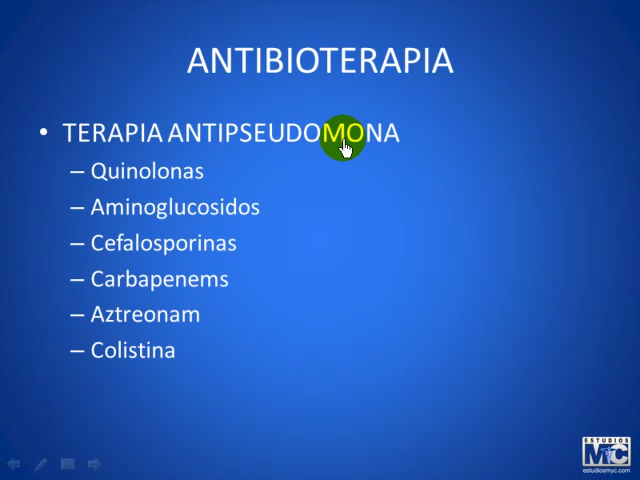 ANTIBIOTERAPIA
• TERAPIA ANTIPSEUDOMONA
– Quinolonas
– Aminoglucosidos
– Cefalosporinas
– Carbapenems
– Aztreonam
– Colistina
ESTUDIOS
MyC
estudiosmyc.com